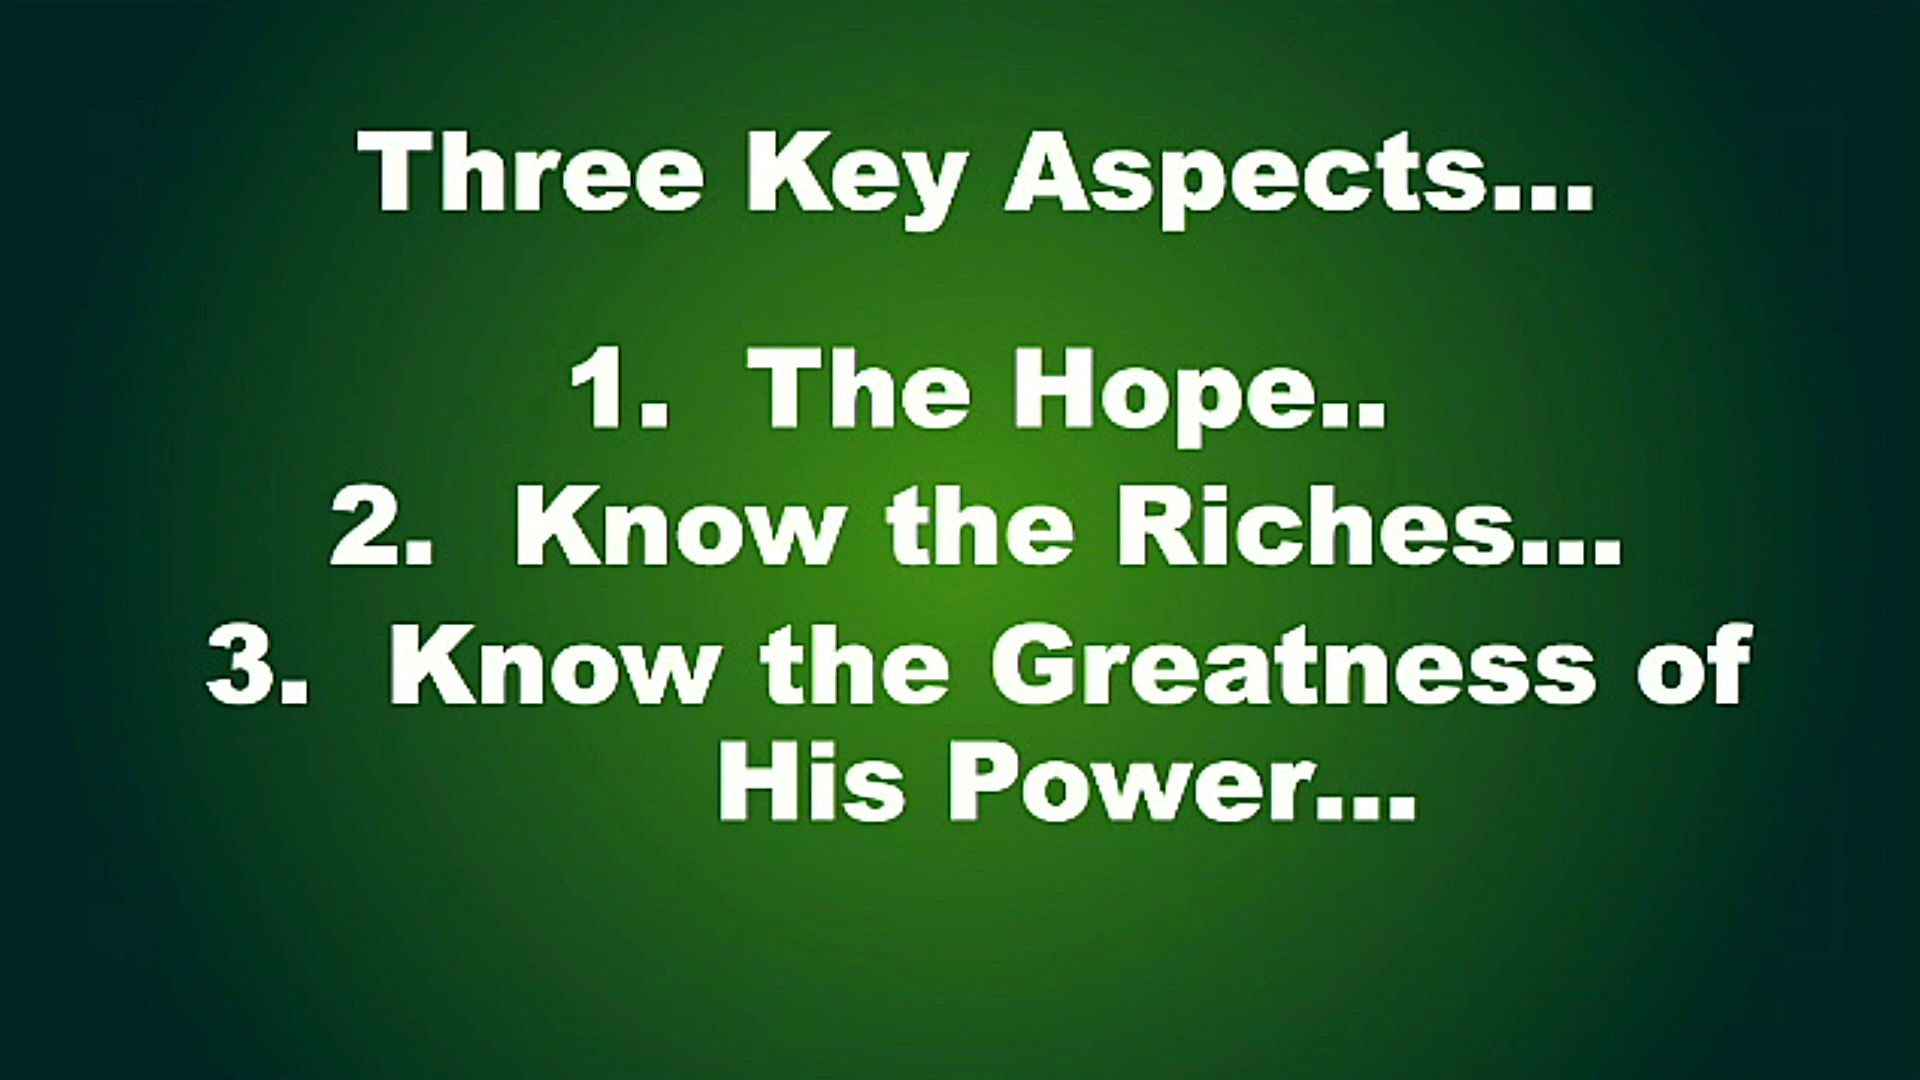 Three Key Aspects...
1. The Hope..
2. Know the Riches...
3. Know the Greatness of
His Power...